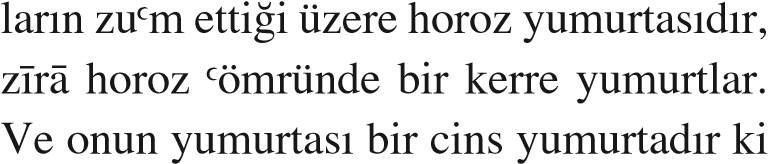 ların zuʿm ettiği üzere horoz yumurtasıdır,
zīrā horoz ʿömründe bir kerre yumurtlar.
Ve onun yumurtası bir cins yumurtadır ki